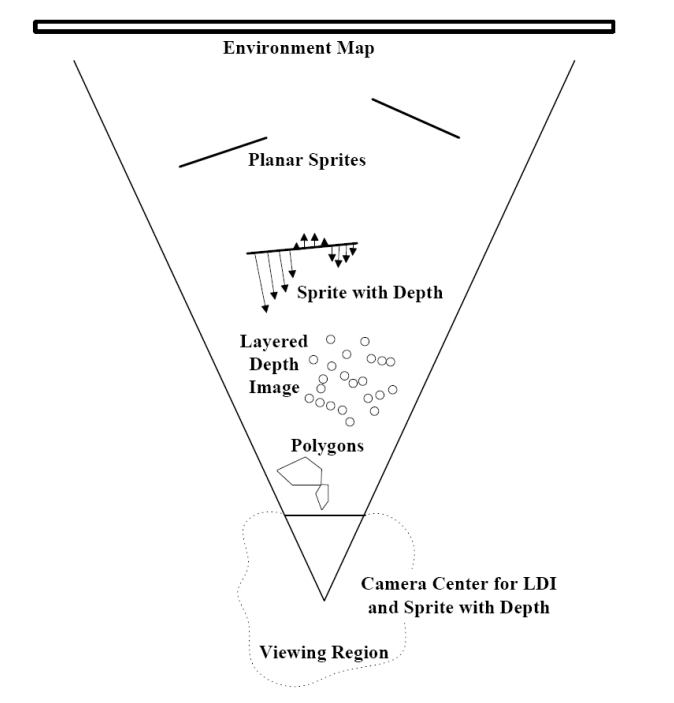 Environment Map
Planar Sprites
Sprite with Depth
Layered
Depth
Image
Polygons
Camera Center for LDI
and Sprite with Depth
Viewing Region